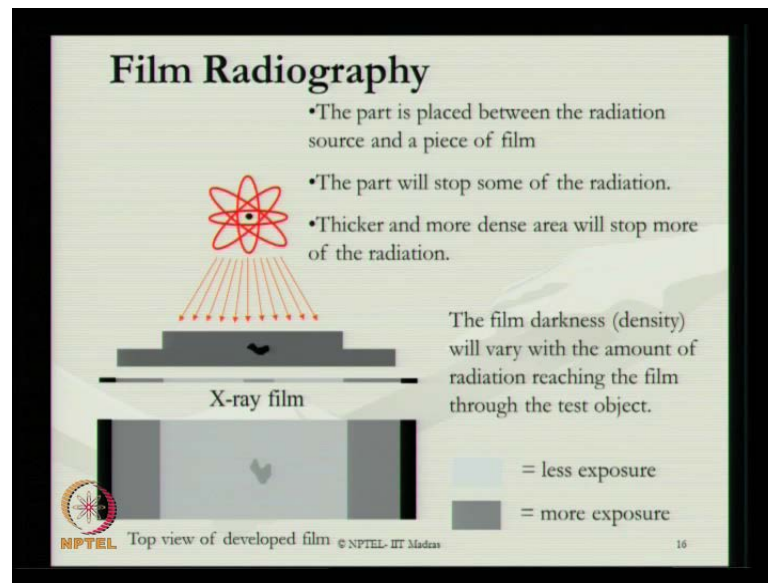 Film Radiography
•The part is placed between the radiation
source and a piece of film
•The part will stop some of the radiation.
•Thicker and more dense area will stop more
of the radiation.
The film darkness (density)
will vary with the amount of
radiation reaching the film
through the test object.
X-ray film
= less exposure
= more exposure
NPTEL
Top view of developed film
© NPTEL- IIT Madras
16